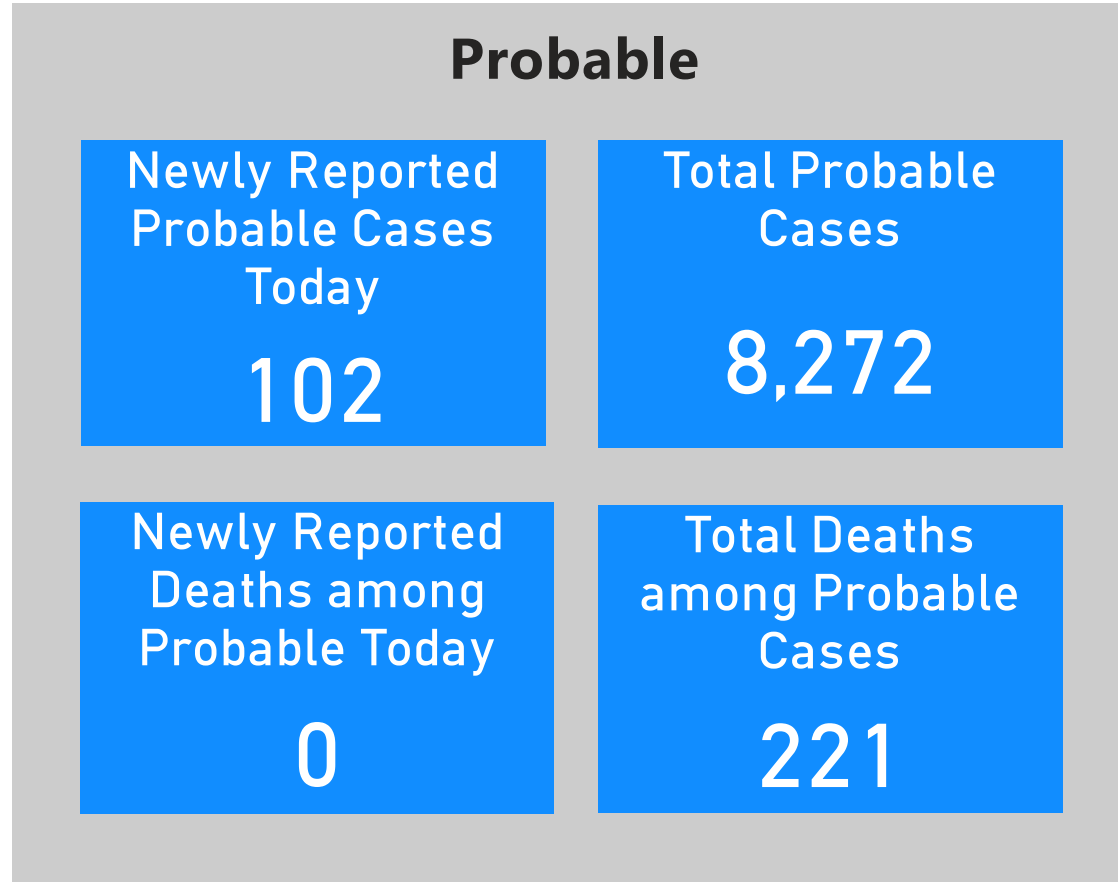 Probable
Newly Reported
Probable Cases
Today
102
Total Probable
Cases
8,272
Newly Reported
Deaths among
Probable Today
0
Total Deaths
among Probable
Cases
221